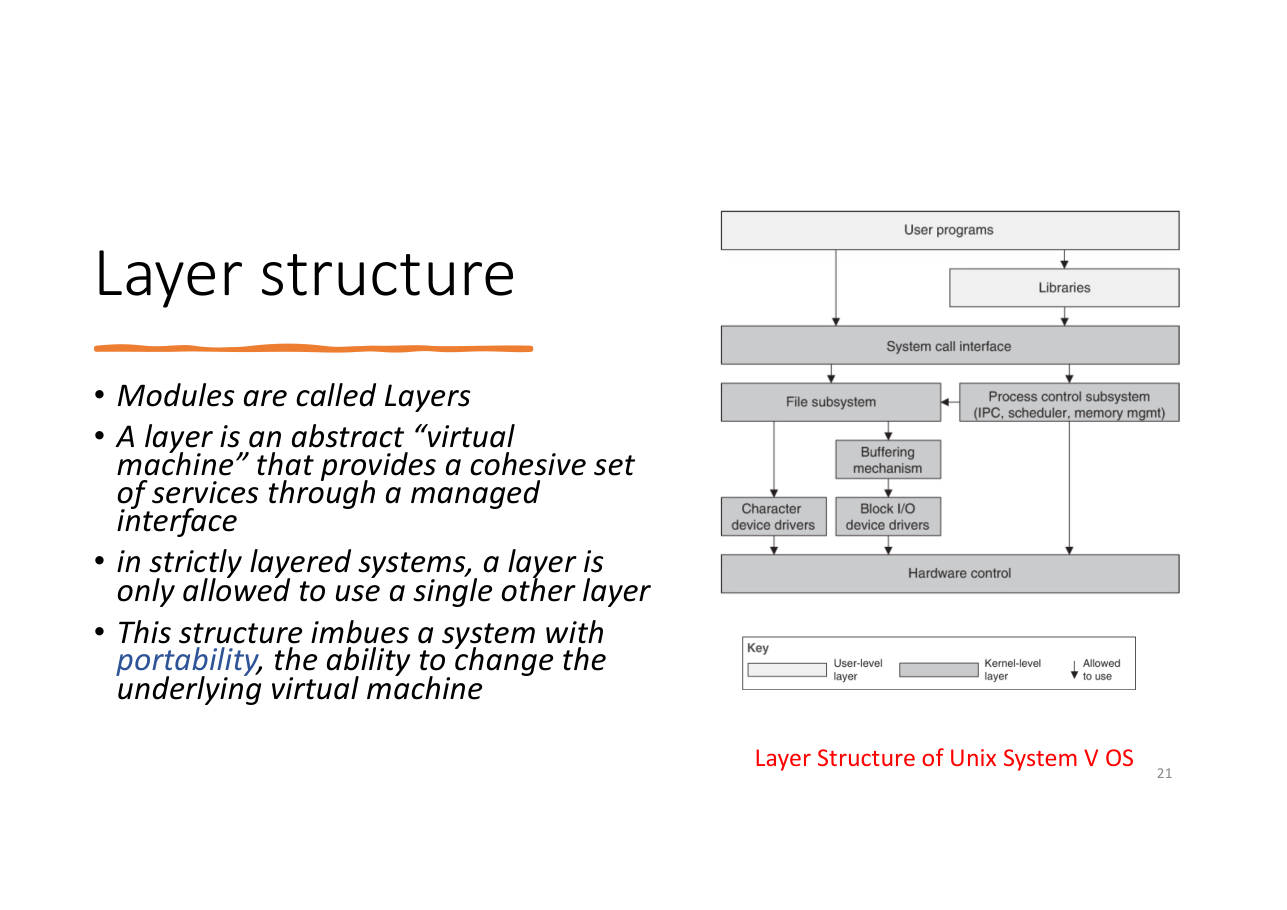 Layer structure
• Modules are called Layers
• A layer is an abstract “virtual
machine” that provides a cohesive set
of services through a managed
interface
• in strictly layered systems, a layer is
only allowed to use a single other layer
• This structure imbues a system with
portability, the ability to change the
underlying virtual machine
User programs
Libraries
System call interface
File subsystem
Process control subsystem
(IPC, scheduler, memory mgmt)
Buffering
mechanism
Character
device drivers
Block I/O
device drivers
Hardware control
Key
User-level
layer
Kernel-level
layer
Allowed
to use
Layer Structure of Unix System V OS
21